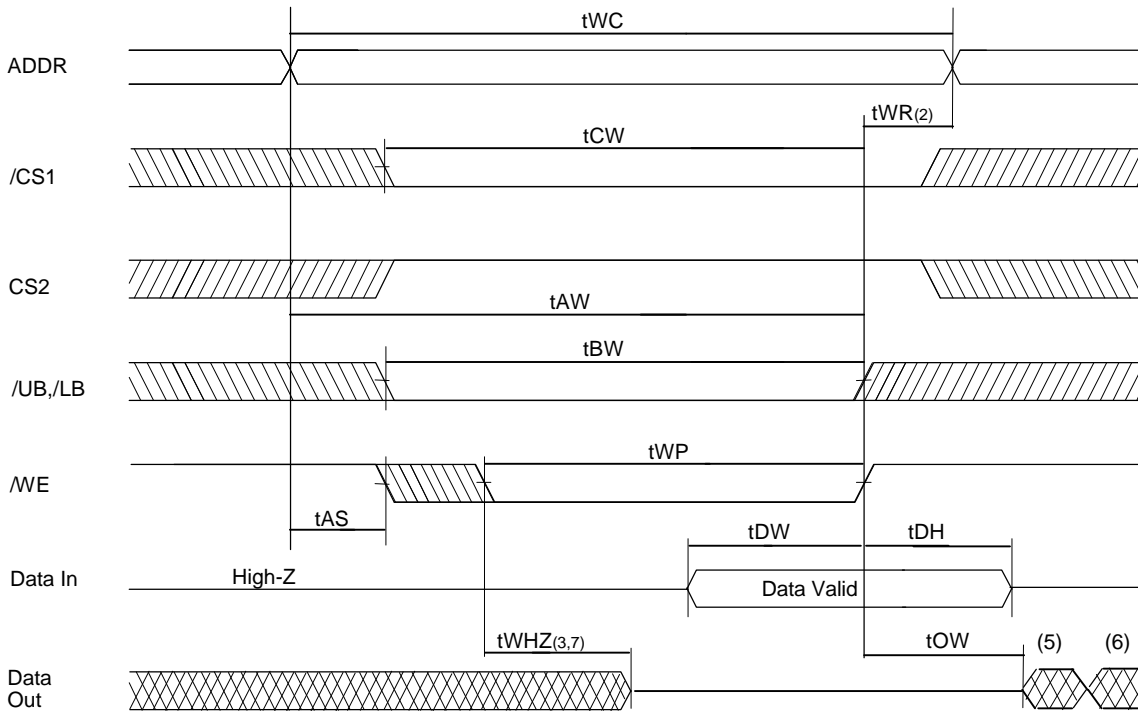 tWC
ADDR
tWR(2)
tCW
/CS1
CS2
tAW
tBW
/UB,/LB
tWP
/WE
tAS
tDW
tDH
Data In
High-Z
Data Valid
tWHZ(3,7)
tOW
(5)
(6)
Data
Out